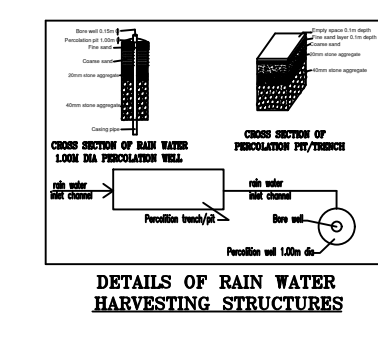 Bore well 0.15m ϕ
Percolation pit 1.00m ϕ
Fine sand
Coarse sand
20mm stone aggregate
40mm stone aggregate
Casing pipe
CROSS SECTION OF RAIN WATER
1.00M DIA PERCOLATION WELL
Empty space 0.1m depth
Fine sand layer 0.1m depth
Coarse sand
20mm stone aggregate
40mm stone aggregate
CROSS SECTION OF
PERCOLATION PIT/TRENCH
rain water
inlet channel
Percolition trench/pit
rain water
inlet channel
Bore well
Percolition well 1.00m dia
DETAILS OF RAIN WATER
HARVESTING STRUCTURES